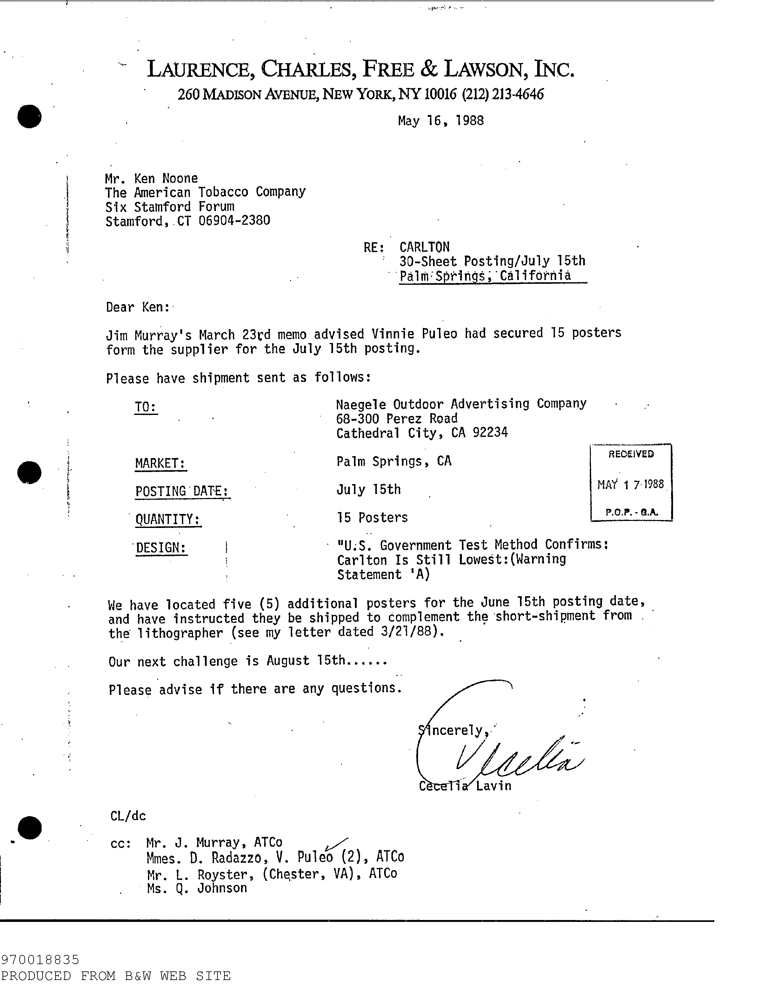 LAURENCE, CHARLES, FREE & LAWSON, INC.
260 MADISON AVENUE, NEW YORK, NY 10016 (212) 213-4646
May 16, 1988
Mr. Ken Noone
The American Tobacco Company
Six Stamford Forum
Stamford, CT 06904-2380
RE: CARLTON
30-Sheet Posting/July 15th
Palm Springs, California
Dear Ken:
Jim Murray's March 23rd memo advised Vinnie Puleo had secured 15 posters
form the supplier for the July 15th posting.
Please have shipment sent as follows:
TO: Naegele Outdoor Advertising Company
68-300 Perez Road
Cathedral City, CA 92234
MARKET: Palm Springs, CA
POSTING DATE: July 15th
QUANTITY: 15 Posters
DESIGN: "U.S. Government Test Method Confirms:
Carlton Is Still Lowest:(Warning
Statement 'A)
RECEIVED
MAY 17 1988
P.O.P. - G.A.
We have located five (5) additional posters for the June 15th posting date,
and have instructed they be shipped to complement the short-shipment from
the lithographer (see my letter dated 3/21/88).
Our next challenge is August 15th......
Please advise if there are any questions.
Sincerely,
Cecelia
Cecelia Lavin
CL/dc
cc: Mr. J. Murray, ATCo
Mmes. D. Radazzo, V. Puleo (2), ATCo
Mr. L. Royster, (Chester, VA), ATCo
Ms. Q. Johnson
970018835
PRODUCED FROM B&W WEB SITE